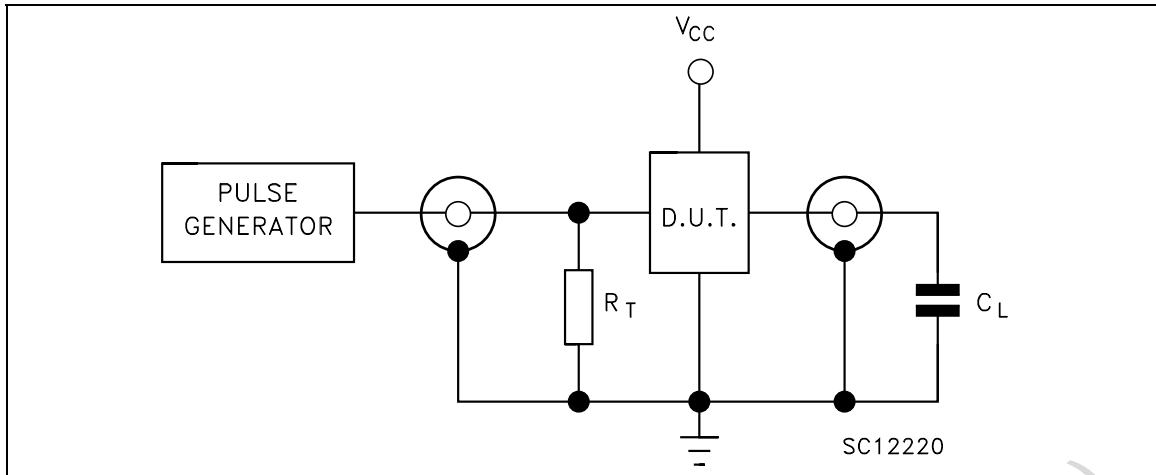 VCC
PULSE
GENERATOR
D.U.T.
RT
CL
SC12220